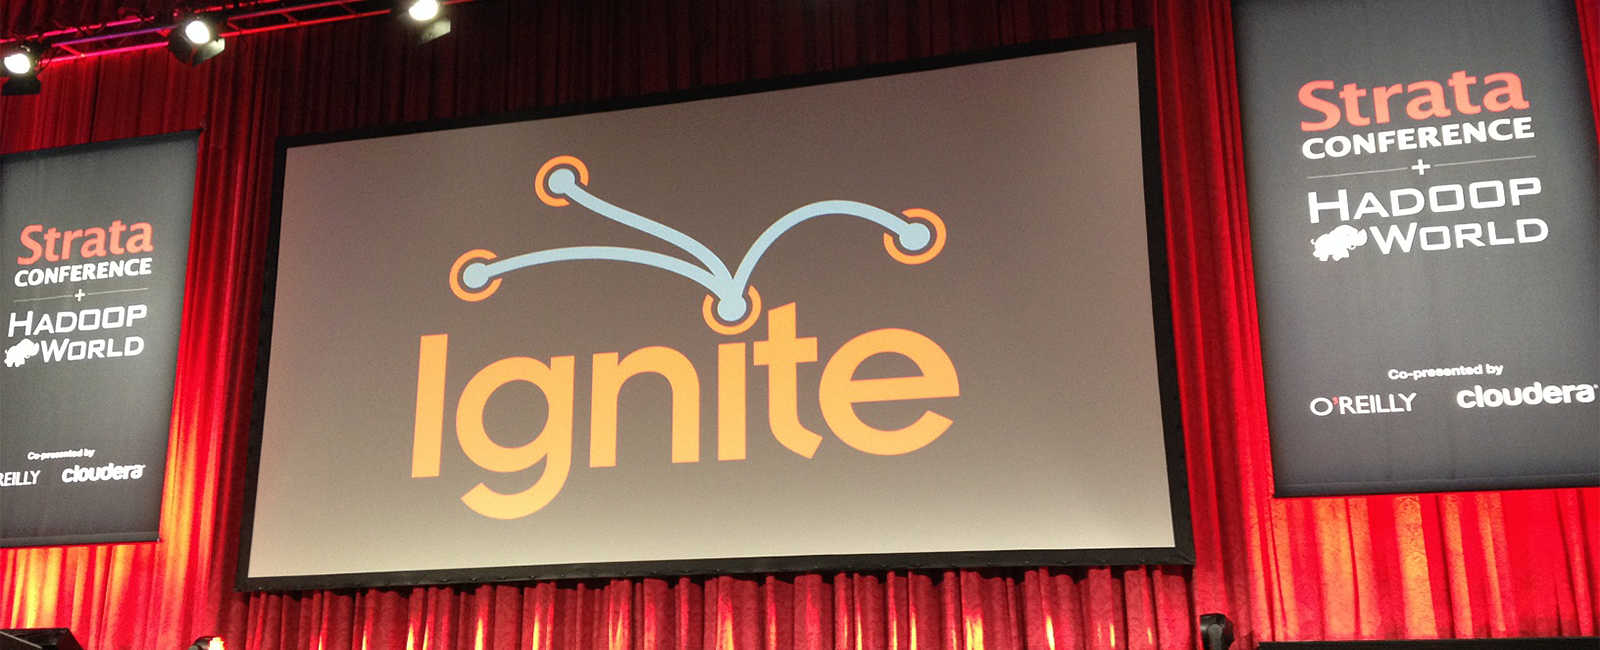 Strata
CONFERENCE
+
HADOOP
WORLD
Co-presented by
REILLY cloudera
Ignite
Strata
CONFERENCE
+
HADOOP
WORLD
Co-presented by
O'REILLY cloudera